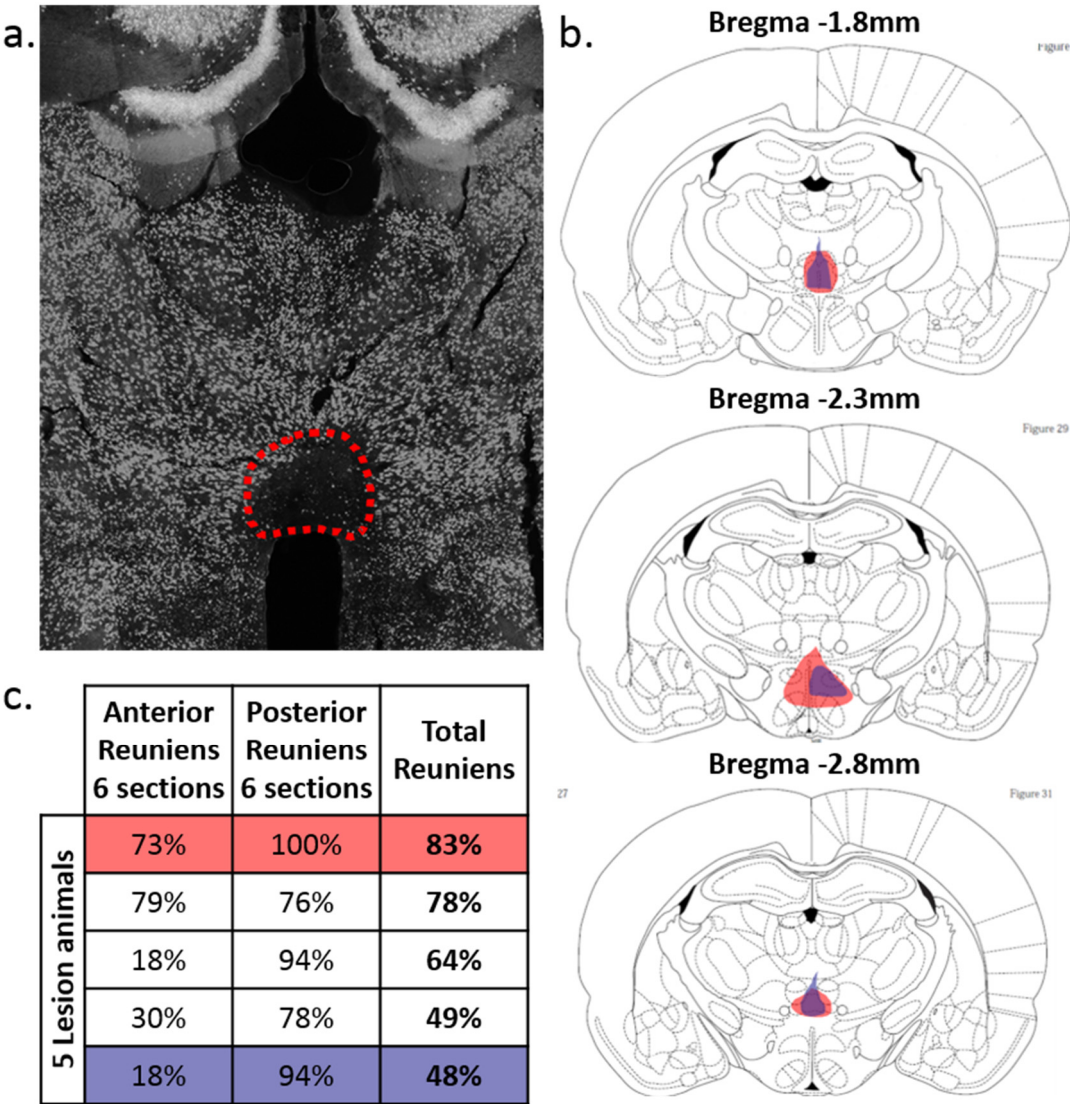 a.
b.
Bregma -1.8mm
Figure
Bregma -2.3mm
Figure 29
Bregma -2.8mm
27
Figure 31
c.
Anterior
Reuniens
6 sections
Posterior
Reuniens
6 sections
Total
Reuniens
5 Lesion animals
73% 100% 83%
79% 76% 78%
18% 94% 64%
30% 78% 49%
18% 94% 48%